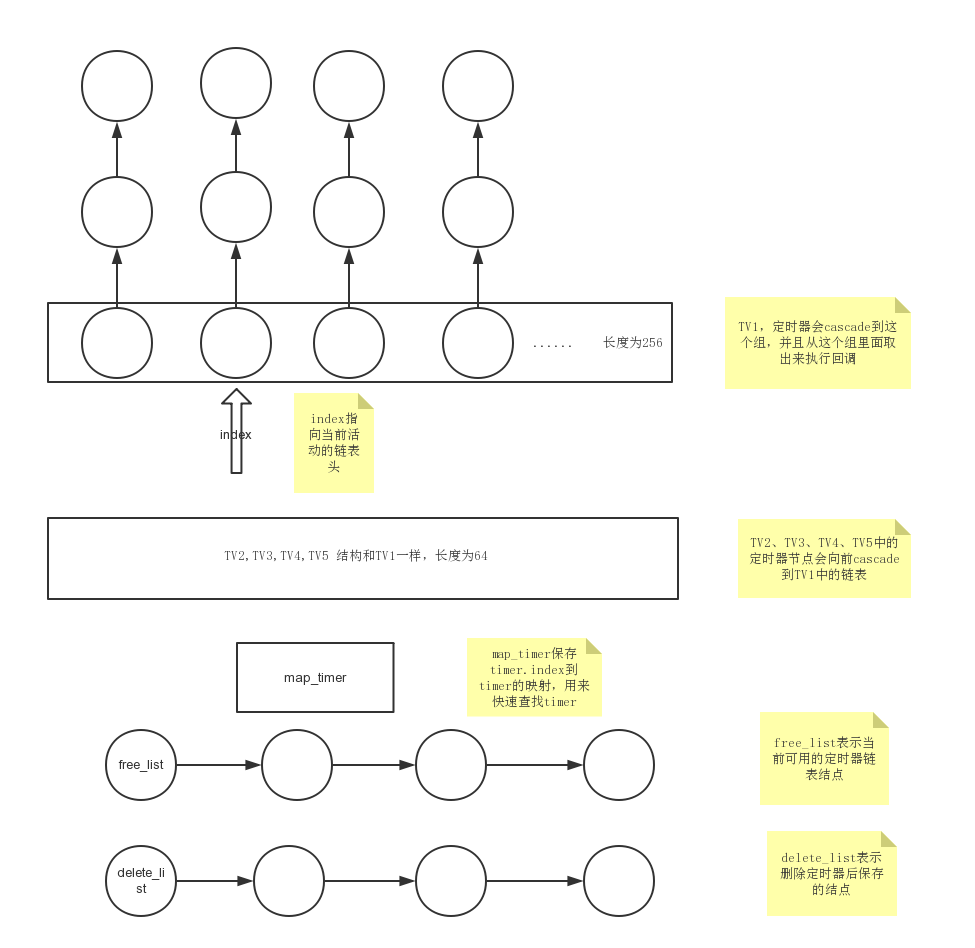 ...... 长度为256
TV1，定时器会cascade到这
个组，并且从这个组里面取
出来执行回调
index
index指
向当前活
动的链表
头
TV2,TV3,TV4,TV5 结构和TV1一样，长度为64
TV2、TV3、TV4、TV5中的
定时器节点会向前cascade
到TV1中的链表
map_timer
map_timer保存
timer.index到
timer的映射，用来
快速查找timer
free_list
free_list表示当
前可用的定时器链
表结点
delete_li
st
delete_list表示
删除定时器后保存
的结点